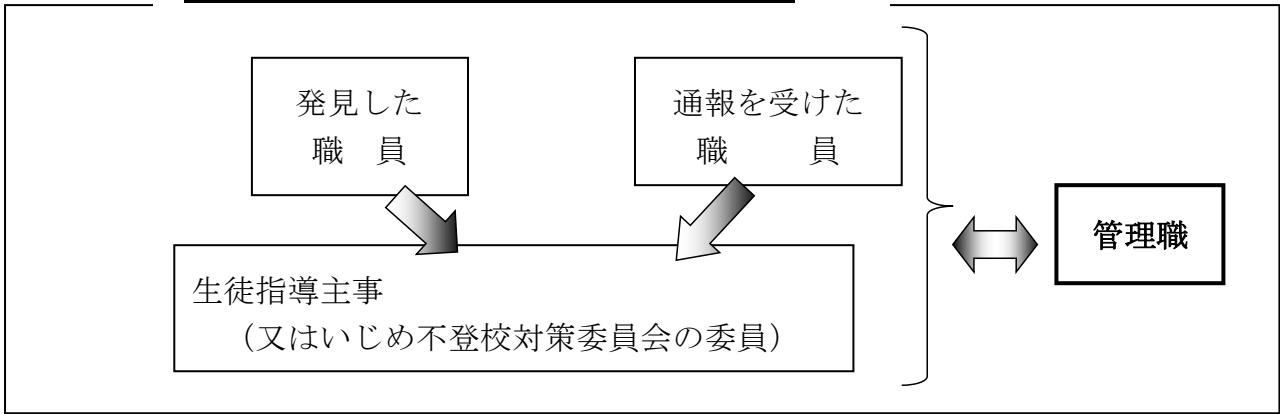 発見した
職　員
通報を受けた
職　　員
管理職
生徒指導主事
（又はいじめ不登校対策委員会の委員）